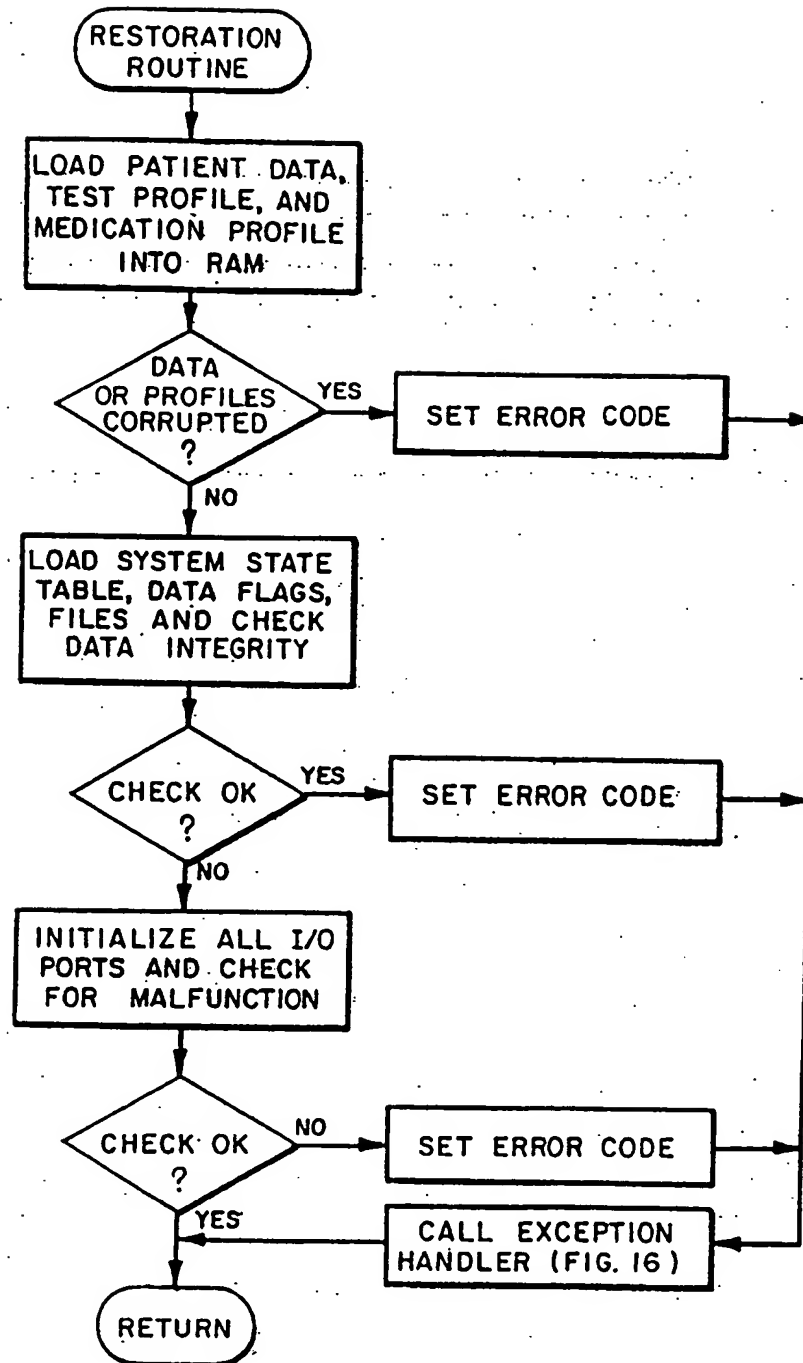 RESTORATION
ROUTINE
LOAD PATIENT DATA,
TEST PROFILE, AND
MEDICATION PROFILE
INTO RAM
DATA
OR PROFILES
CORRUPTED
?
YES
SET ERROR CODE
NO
LOAD SYSTEM STATE
TABLE, DATA FLAGS,
FILES AND CHECK
DATA INTEGRITY
CHECK OK
?
YES
SET ERROR CODE
NO
INITIALIZE ALL I/O
PORTS AND CHECK
FOR MALFUNCTION
CHECK OK
?
NO
SET ERROR CODE
YES
CALL EXCEPTION
HANDLER (FIG. 16)
RETURN